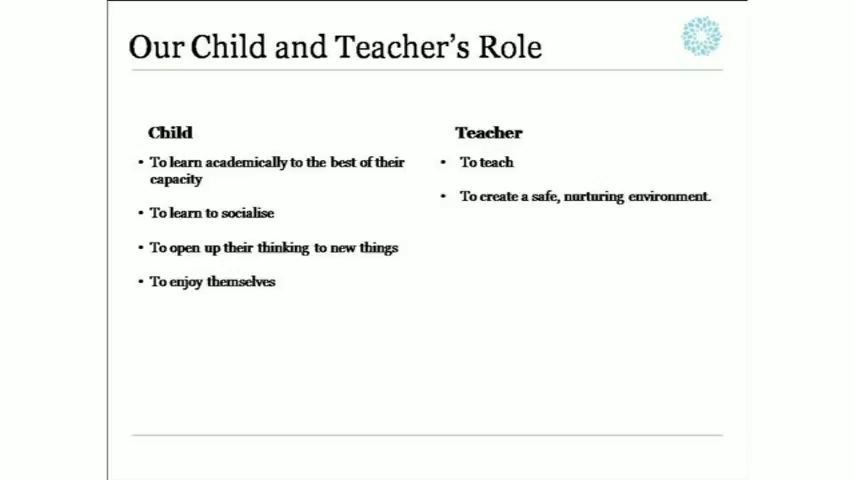 Our Child and Teacher's Role
Child
• To learn academically to the best of their
capacity
• To learn to socialise
• To open up their thinking to new things
• To enjoy themselves
Teacher
• To teach
• To create a safe, nurturing environment.